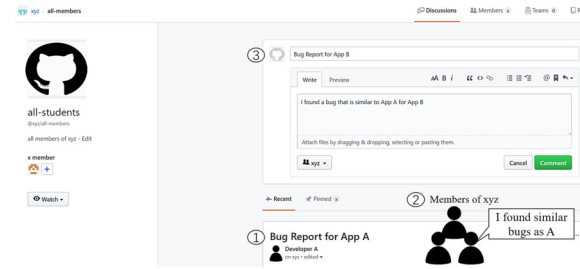 xyz / all-members
Discussions
Members
Teams 0
3
Bug Report for App B
Write
Preview
AA B i
I found a bug that is similar to App A for App B
Attach files by dragging & dropping, selecting or pasting them.
xyz
Cancel
Comment
all-students
@xyz/all-members
all members of xyz - Edit
x member
+
Watch
Recent
Pinned
2
Members of xyz
I found similar
bugs as A
1
Bug Report for App A
Developer A
on xyz • edited